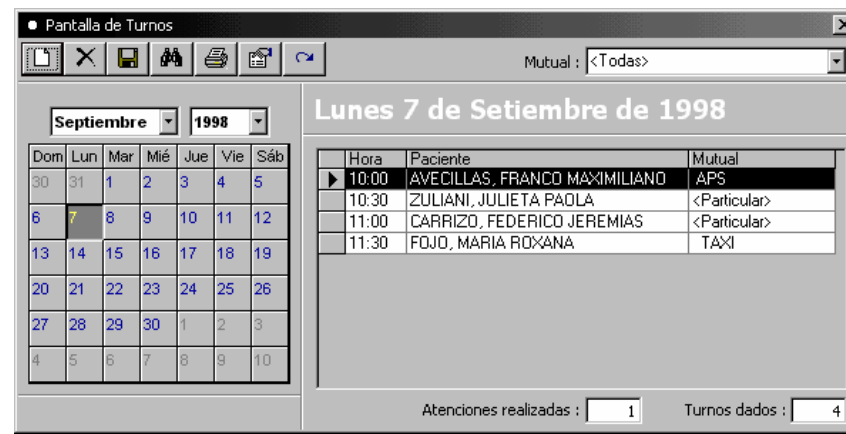 Pantalla de Turnos
Mutual : <Todas>
Septiembre 1998
Lunes 7 de Setiembre de 1998
Dom Lun Mar Mié Jue Vie Sáb
30 31 1 2 3 4 5
6 7 8 9 10 11 12
13 14 15 16 17 18 19
20 21 22 23 24 25 26
27 28 29 30 1 2 3
4 5 6 7 8 9 10
Hora Paciente Mutual
10:00 AVECILLAS, FRANCO MAXIMILIANO APS
10:30 ZULIANI, JULIETA PAOLA <Particular>
11:00 CARRIZO, FEDERICO JEREMIAS <Particular>
11:30 FOJO, MARIA ROXANA TAXI
Atenciones realizadas : 1 Turnos dados : 4